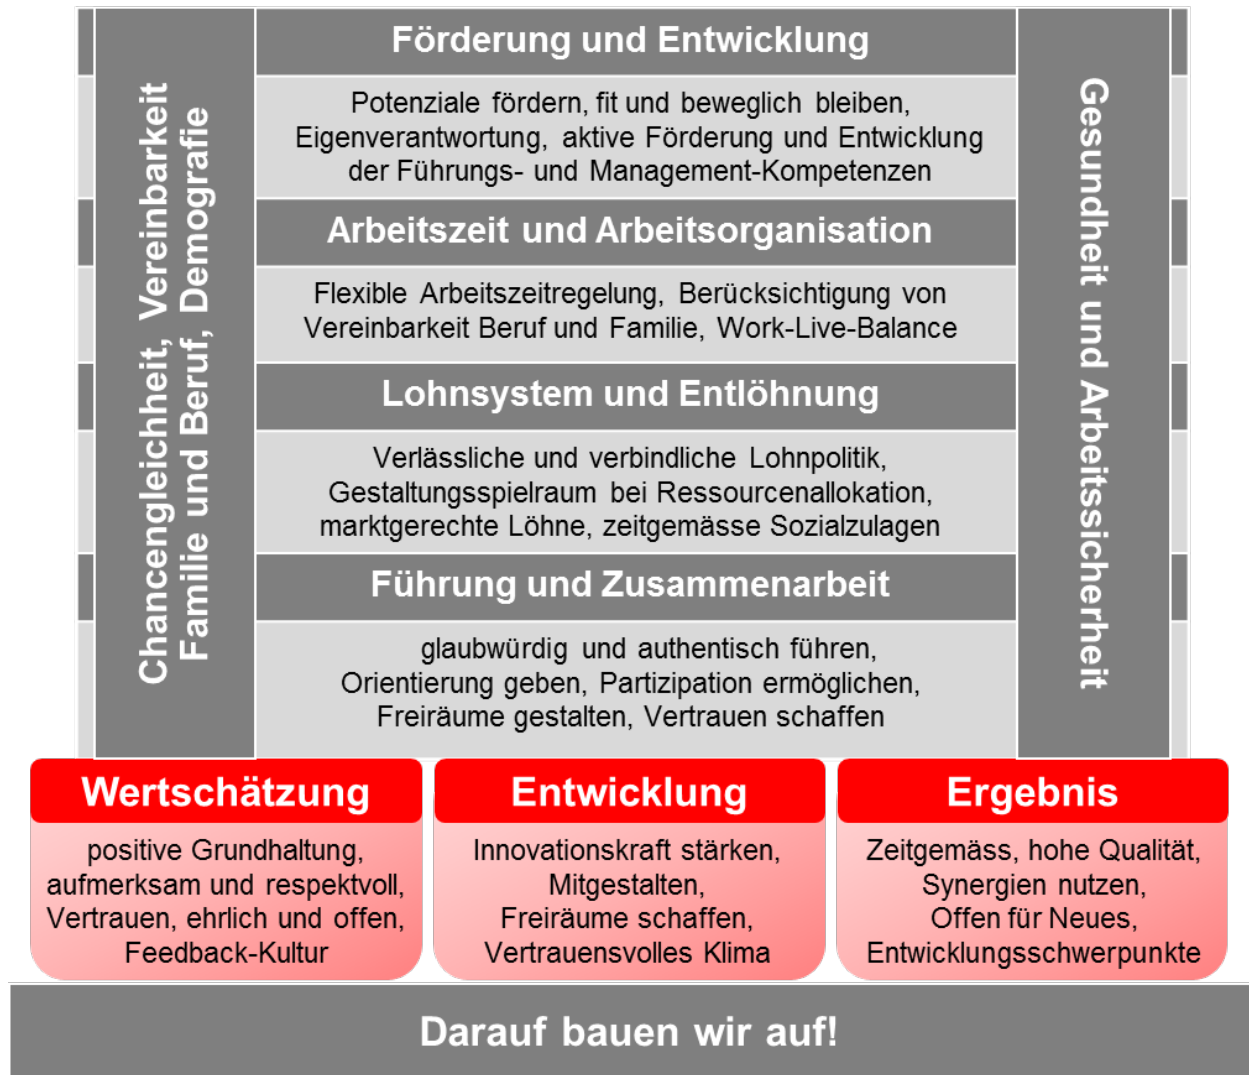 Förderung und Entwicklung
Potenziale fördern, fit und beweglich bleiben,
Eigenverantwortung, aktive Förderung und Entwicklung
der Führungs- und Management-Kompetenzen
Arbeitszeit und Arbeitsorganisation
Flexible Arbeitszeitregelung, Berücksichtigung von
Vereinbarkeit Beruf und Familie, Work-Live-Balance
Lohnsystem und Entlöhnung
Verlässliche und verbindliche Lohnpolitik,
Gestaltungsspielraum bei Ressourcenallokation,
marktgerechte Löhne, zeitgemässe Sozialzulagen
Führung und Zusammenarbeit
glaubwürdig und authentisch führen,
Orientierung geben, Partizipation ermöglichen,
Freiräume gestalten, Vertrauen schaffen
Chancengleichheit, Vereinbarkeit
Familie und Beruf, Demografie
Gesundheit und Arbeitssicherheit
Wertschätzung
positive Grundhaltung,
aufmerksam und respektvoll,
Vertrauen, ehrlich und offen,
Feedback-Kultur
Entwicklung
Innovationskraft stärken,
Mitgestalten,
Freiräume schaffen,
Vertrauensvolles Klima
Ergebnis
Zeitgemäss, hohe Qualität,
Synergien nutzen,
Offen für Neues,
Entwicklungsschwerpunkte
Darauf bauen wir auf!